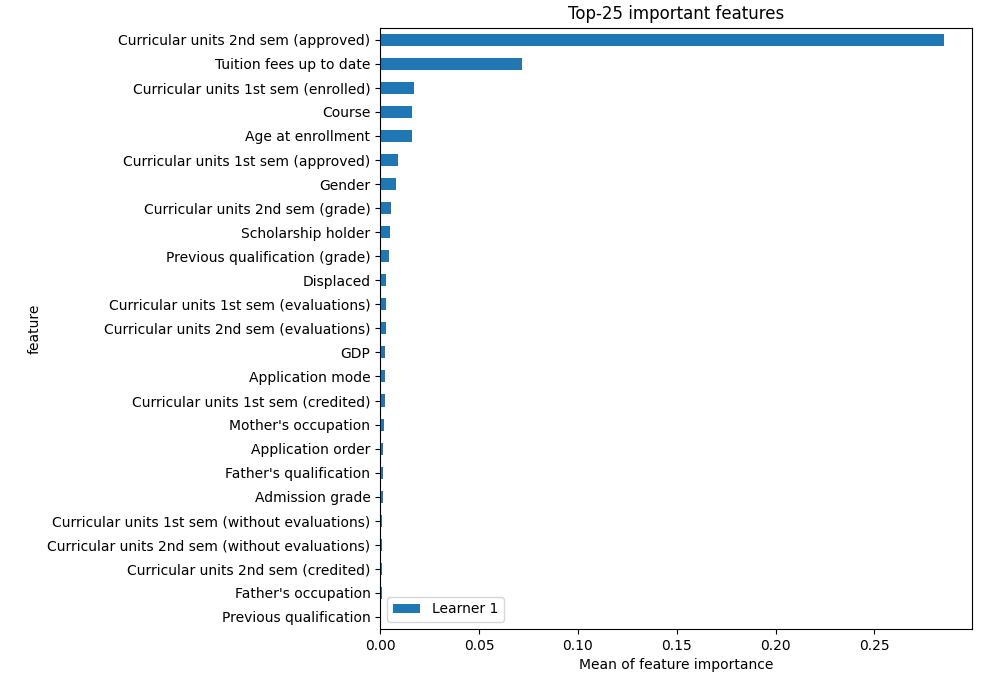 Top-25 important features
Curricular units 2nd sem (approved)
Tuition fees up to date
Curricular units 1st sem (enrolled)
Course
Age at enrollment
Curricular units 1st sem (approved)
Gender
Curricular units 2nd sem (grade)
Scholarship holder
Previous qualification (grade)
Displaced
Curricular units 1st sem (evaluations)
Curricular units 2nd sem (evaluations)
GDP
Application mode
Curricular units 1st sem (credited)
Mother's occupation
Application order
Father's qualification
Admission grade
Curricular units 1st sem (without evaluations)
Curricular units 2nd sem (without evaluations)
Curricular units 2nd sem (credited)
Father's occupation
Previous qualification
feature
Learner 1
0.00 0.05 0.10 0.15 0.20 0.25
Mean of feature importance